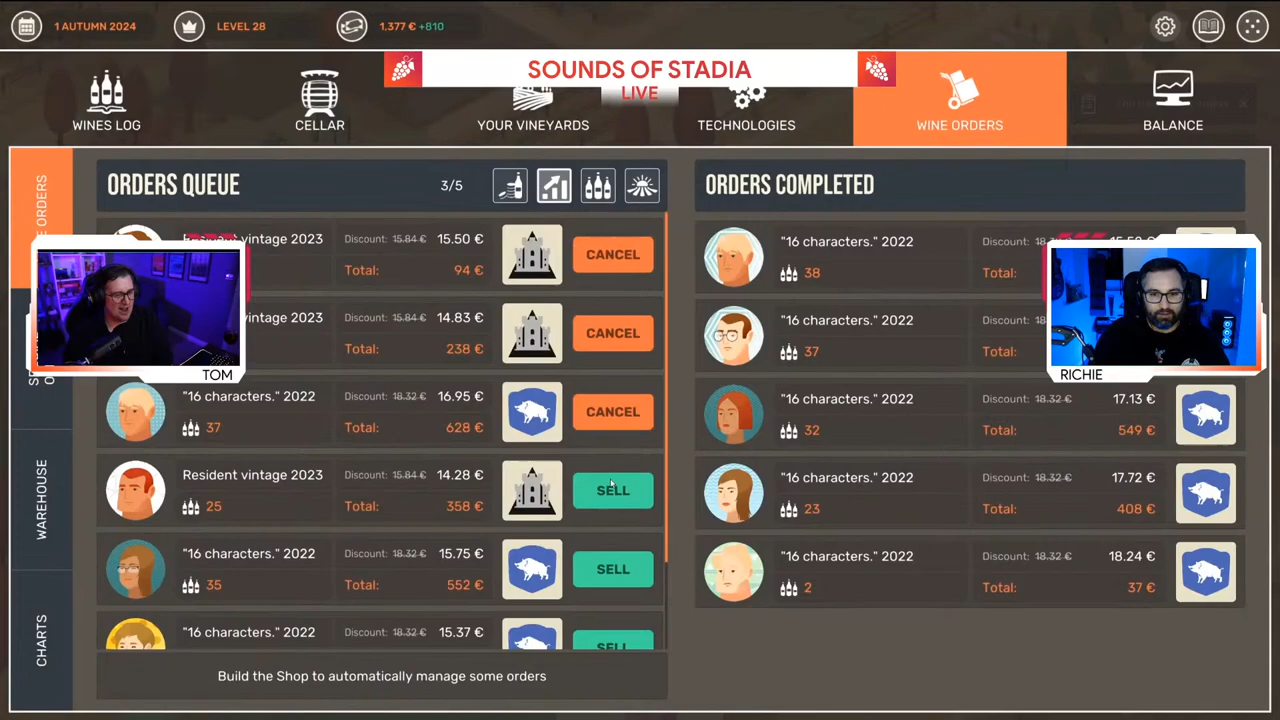 1 AUTUMN 2024
LEVEL 28
1.377 € +810
SOUNDS OF STADIA
LIVE
WINES LOG
CELLAR
YOUR VINEYARDS
TECHNOLOGIES
WINE ORDERS
BALANCE
ORDERS
WAREHOUSE
CHARTS
ORDERS QUEUE
3/5
vintage 2023
Discount: 15.84 € 15.50 €
Total: 94 €
CANCEL
vintage 2023
Discount: 15.84 € 14.83 €
Total: 238 €
CANCEL
"16 characters." 2022
37
Discount: 18.32 € 16.95 €
Total: 628 €
CANCEL
Resident vintage 2023
25
Discount: 15.84 € 14.28 €
Total: 358 €
SELL
"16 characters." 2022
35
Discount: 18.32 € 15.75 €
Total: 552 €
SELL
"16 characters." 2022
Discount: 18.32 € 15.37 €
SELL
Build the Shop to automatically manage some orders
ORDERS COMPLETED
"16 characters." 2022
38
Discount:
Total:
"16 characters." 2022
37
Discount:
Total:
"16 characters." 2022
32
Discount: 18.32 € 17.13 €
Total: 549 €
"16 characters." 2022
23
Discount: 18.32 € 17.72 €
Total: 408 €
"16 characters." 2022
2
Discount: 18.32 € 18.24 €
Total: 37 €
TOM
RICHIE